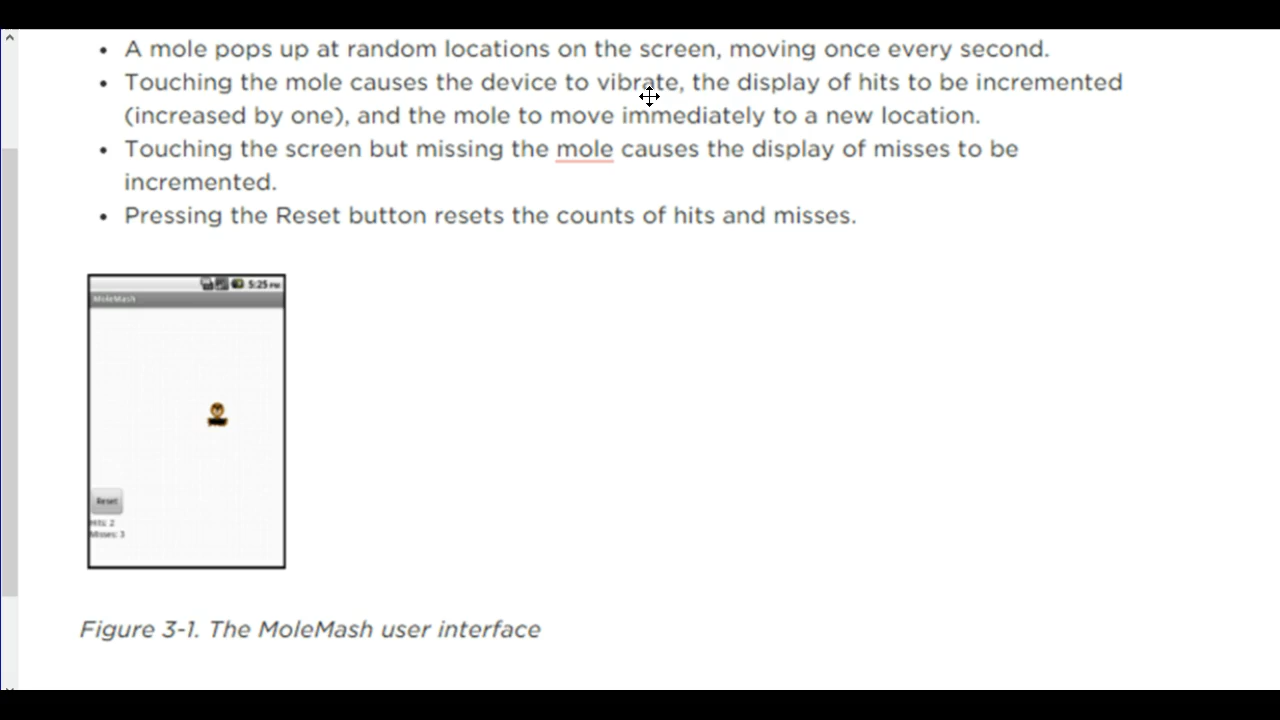 • A mole pops up at random locations on the screen, moving once every second.
• Touching the mole causes the device to vibrate, the display of hits to be incremented
(increased by one), and the mole to move immediately to a new location.
• Touching the screen but missing the mole causes the display of misses to be
incremented.
• Pressing the Reset button resets the counts of hits and misses.
5:25 PM
MoleMash
Reset
Hits: 2
Misses: 3
Figure 3-1. The MoleMash user interface